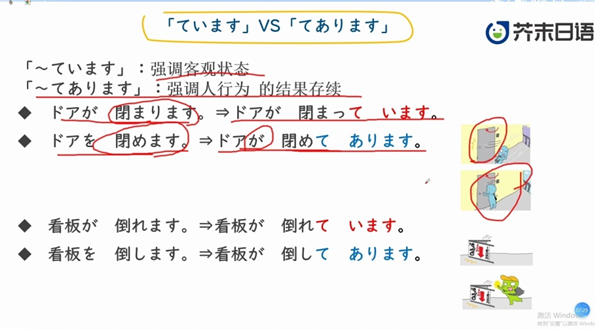 「ています」VS「てあります」
芥末日语
「～ています」：强调客观状态
「～てあります」：强调人行为 的结果存续
◆ ドアが 閉まります。⇒ドアが 閉まって います。
◆ ドアを 閉めます。 ⇒ドアが 閉めて あります。
◆ 看板が 倒れます。⇒看板が 倒れて います。
◆ 看板を 倒します。⇒看板が 倒して あります。
激活 Windows